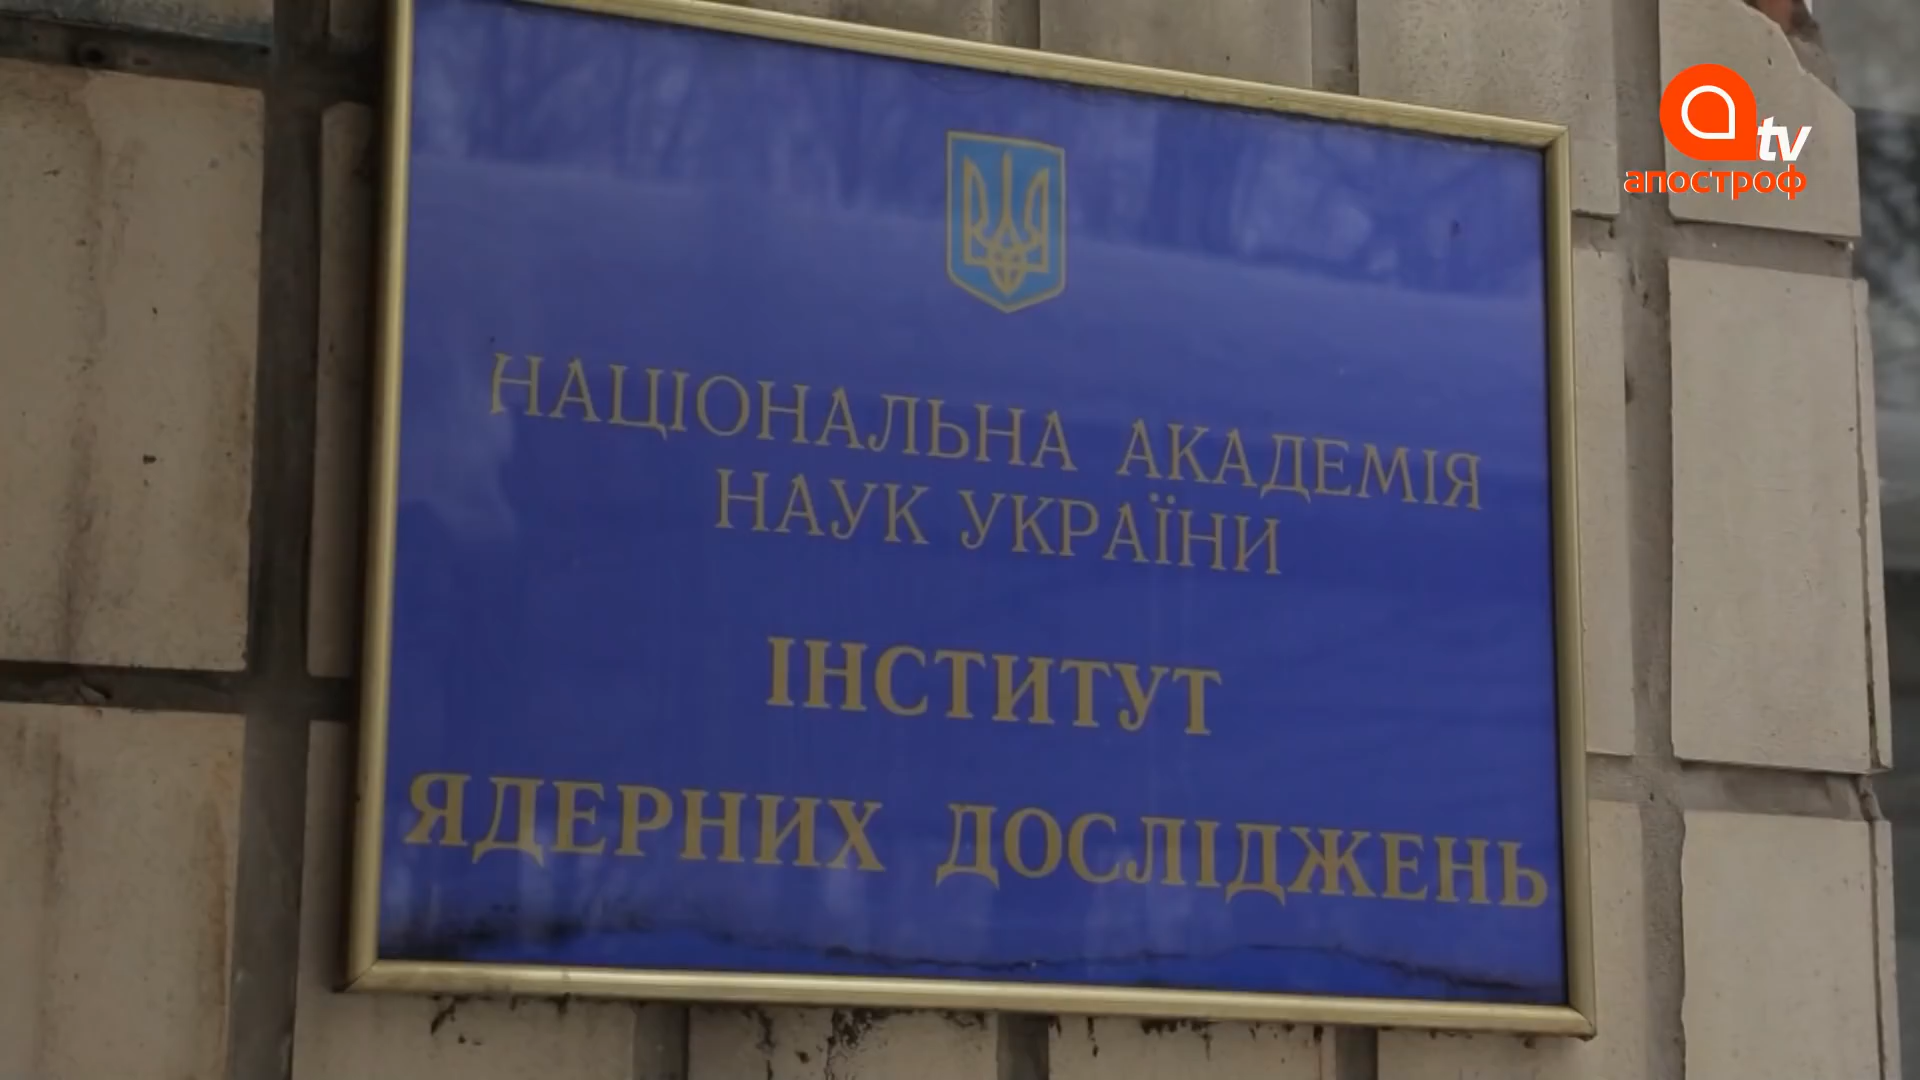 tv
апостроф
НАЦІОНАЛЬНА АКАДЕМІЯ
НАУК УКРАЇНИ
ІНСТИТУТ
ЯДЕРНИХ ДОСЛІДЖЕНЬ